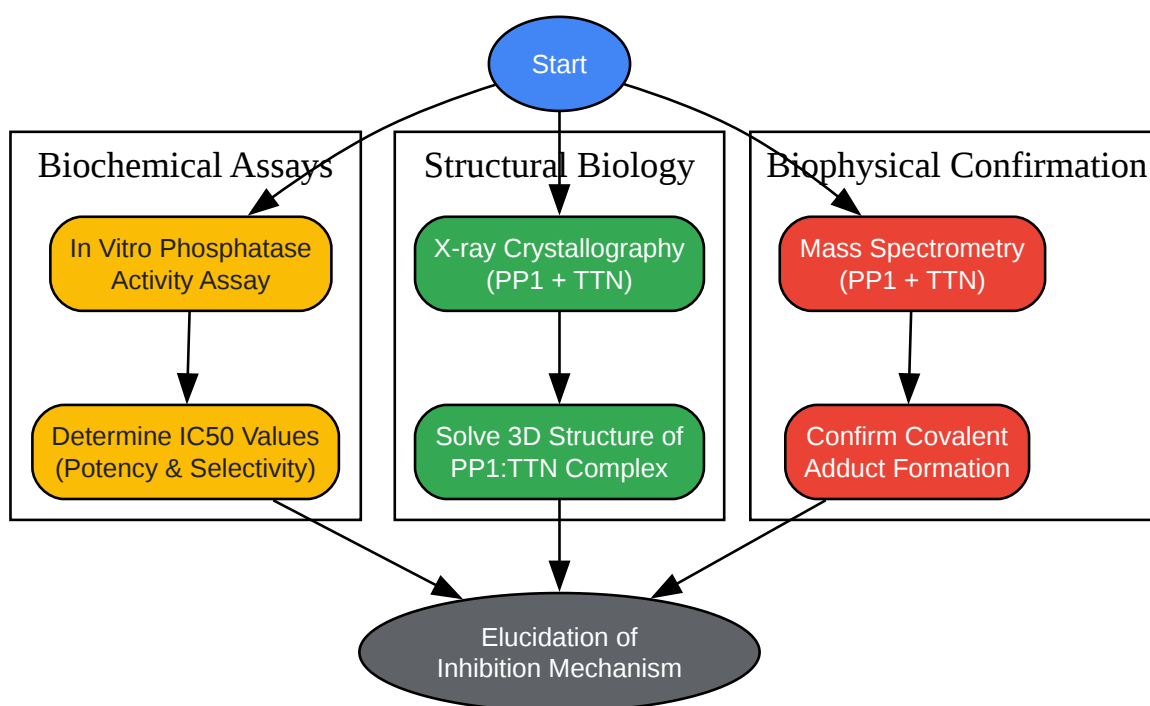 Start
Biochemical Assays
Structural Biology
Biophysical Confirmation
In Vitro Phosphatase
Activity Assay
X-ray Crystallography
(PP1 + TTN)
Mass Spectrometry
(PP1 + TTN)
Determine IC50 Values
(Potency & Selectivity)
Solve 3D Structure of
PP1:TTN Complex
Confirm Covalent
Adduct Formation
Elucidation of
Inhibition Mechanism